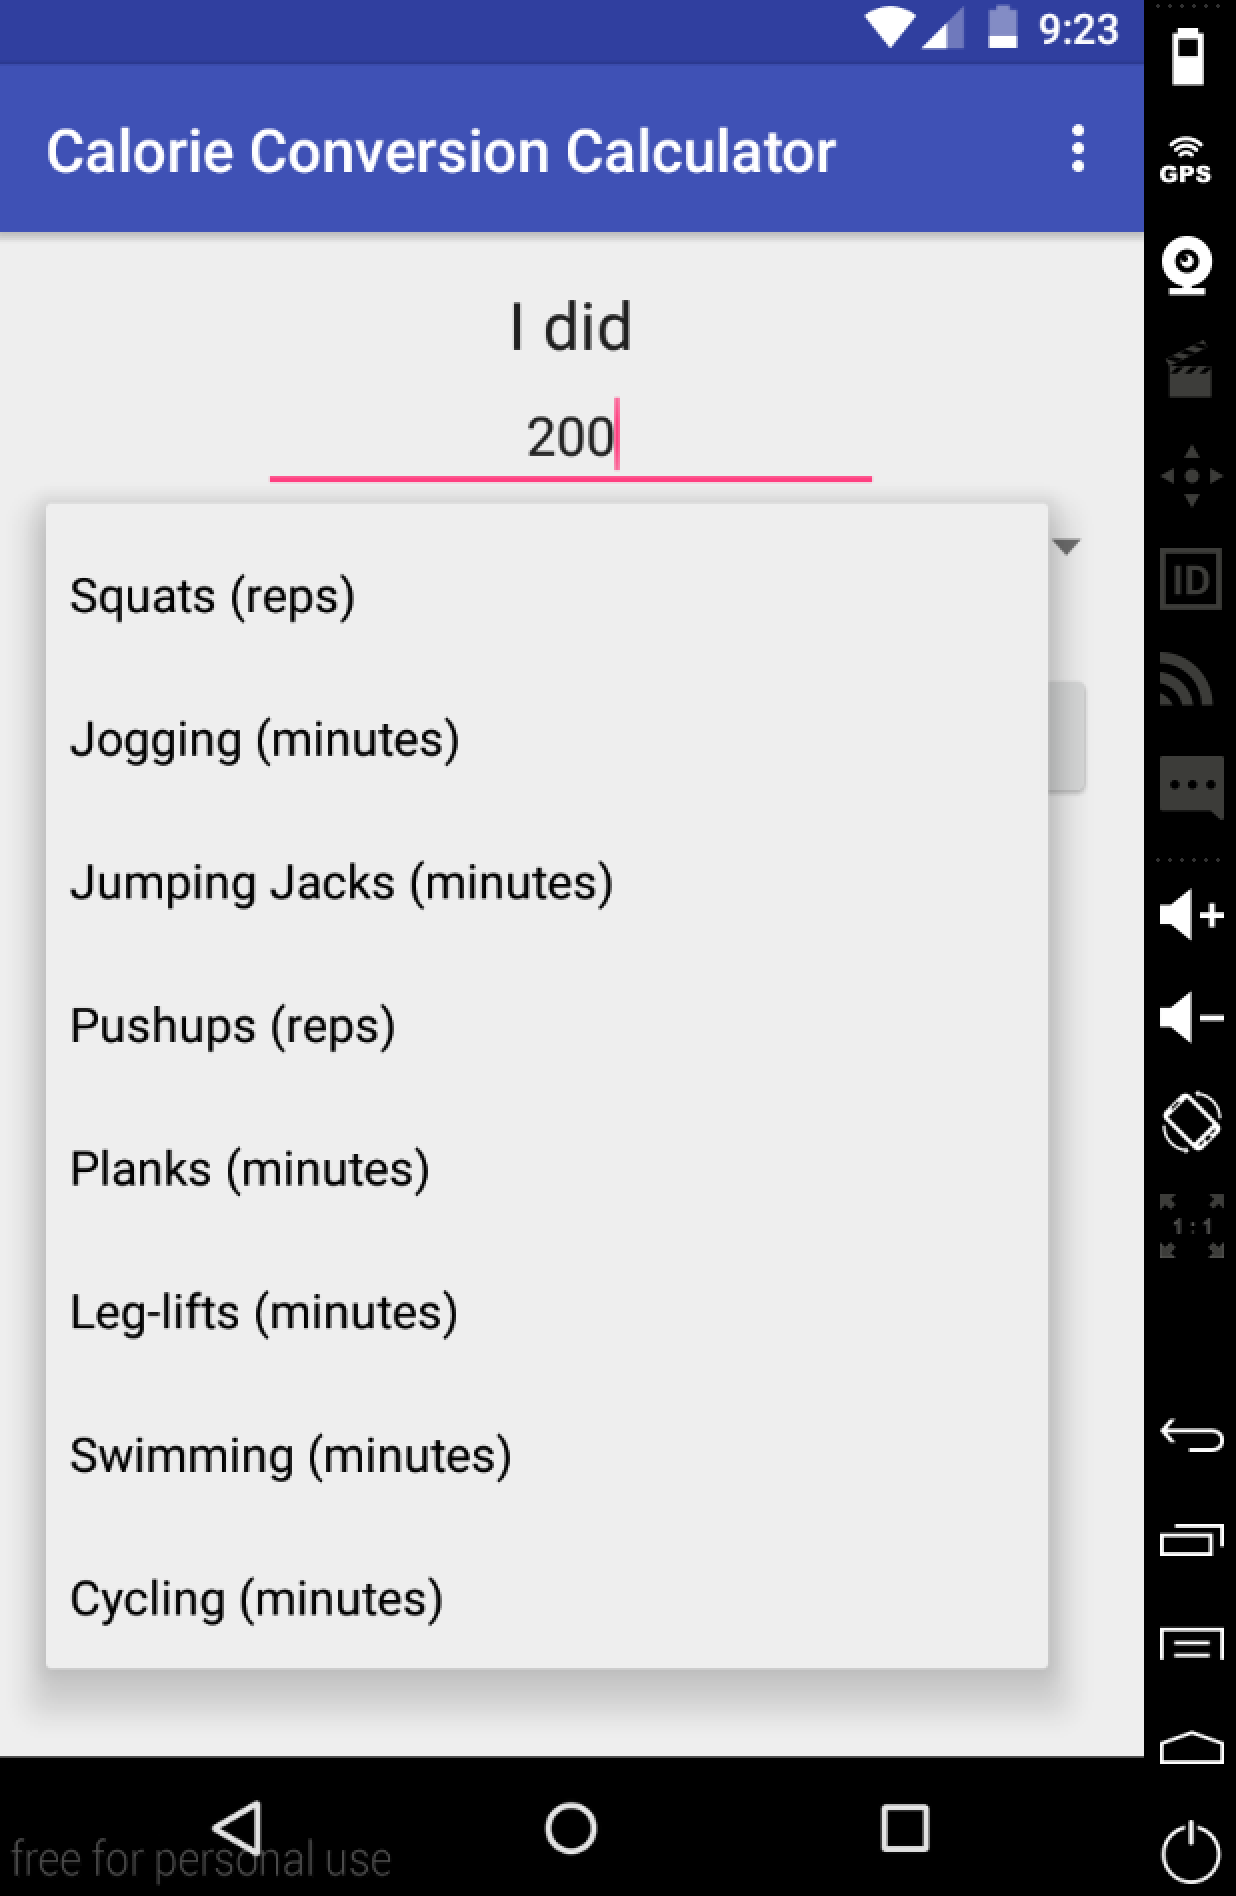 9:23
Calorie Conversion Calculator
GPS
I did
200
Squats (reps)
ID
Jogging (minutes)
Jumping Jacks (minutes)
Pushups (reps)
Planks (minutes)
1:1
Leg-lifts (minutes)
Swimming (minutes)
Cycling (minutes)
free for personal use